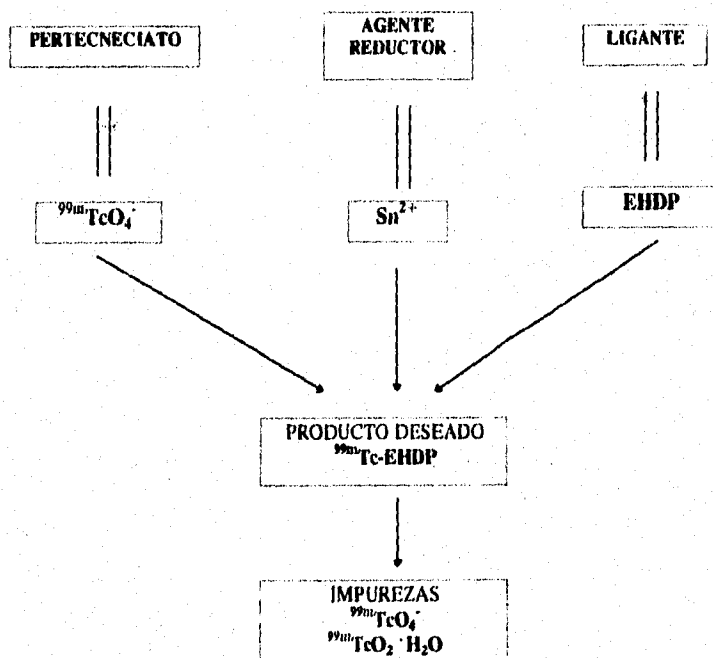 PERTECNECIATO
AGENTE
REDUCTOR
LIGANTE
⁹⁹ᵐTcO₄⁻
Sn²⁺
EHDP
PRODUCTO DESEADO
⁹⁹ᵐTc-EHDP
IMPUREZAS
⁹⁹ᵐTcO₄⁻
⁹⁹ᵐTcO₂ · H₂O